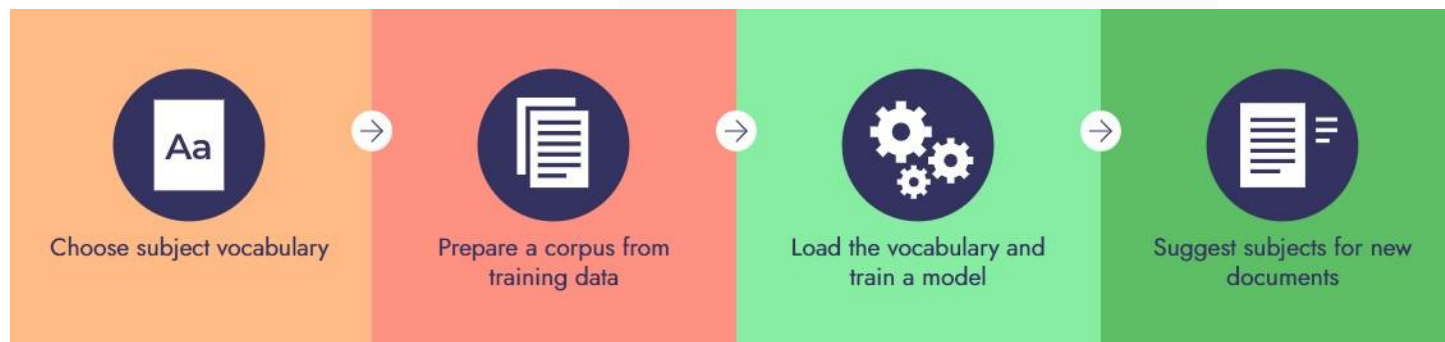 Aa
Choose subject vocabulary
Prepare a corpus from
training data
Load the vocabulary and
train a model
Suggest subjects for new
documents